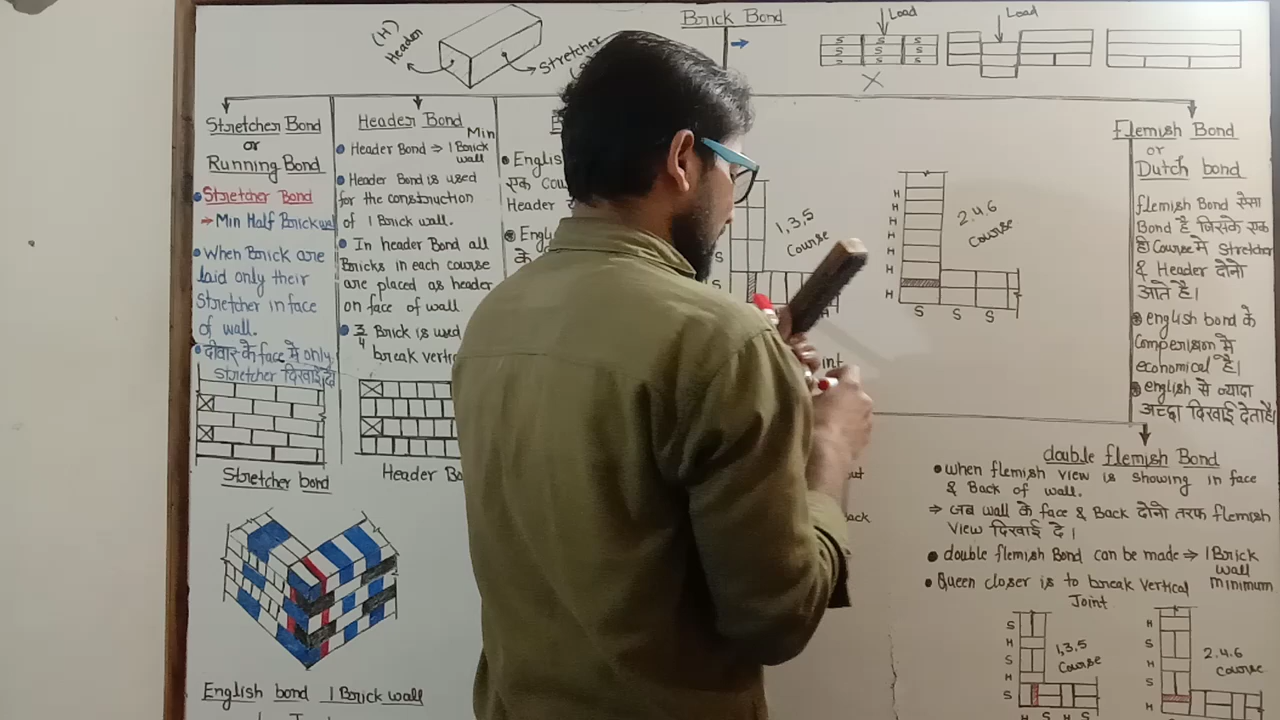 Brick Bond
(H)
Header
Stretcher
Load
Load
S S S
S S S
S S S
X
Stretcher Bond
or
Running Bond
Stretcher Bond
→ Min Half Brick wall
When Brick are
laid only their
Stretcher in face
of wall.
दीवार के face में only
stretcher दिखाई दे
Stretcher bond
Header Bond
Min
Header Bond ⇒ 1 Brick
wall
Header Bond is used
for the construction
of 1 Brick wall.
In header Bond all
Bricks in each course
are placed as header
on face of wall
3/4 Brick is used
break
Header
English
एक
Header
के
S
S
1,3,5
Course
H
H
H
H
H
H
H
H
H
S S S
2.4.6
Course
Flemish Bond
or
Dutch bond
flemish Bond ऐसा
Bond है जिसके एक
ही Course में Stretcher
& Header दोनो
आते है।
english bond के
Comperison में
economical है।
english से ज्यादा
अच्छा दिखाई देता है।
double flemish Bond
when flemish view is showing in face
& Back of wall.
⇒ जब wall के face & Back दोनो तरफ flemish
View दिखाई दे।
double flemish Bond can be made ⇒ 1 Brick
wall
minimum
Queen closer is to break vertical
Joint
S
H
S
H
S
H S H S
1,3,5
Course
H
S
H
S
H
2.4.6
Course
English bond 1 Brick wall